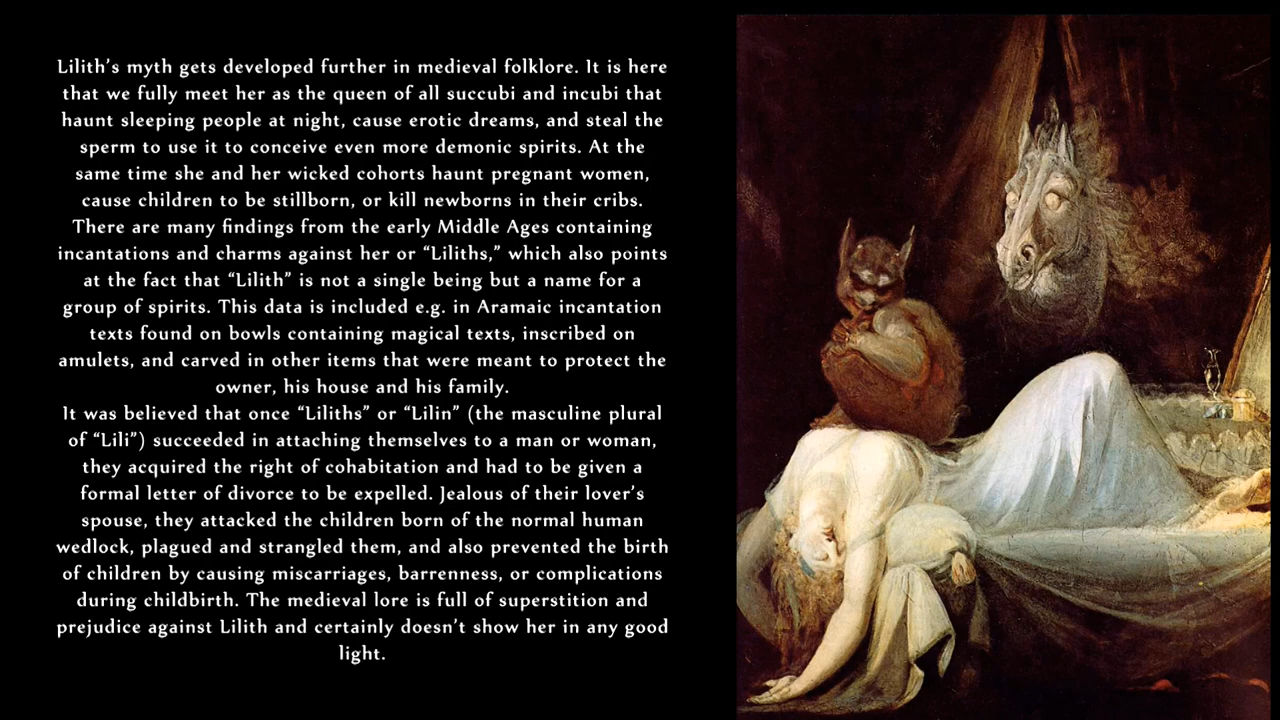 Lilith's myth gets developed further in medieval folklore. It is here
that we fully meet her as the queen of all succubi and incubi that
haunt sleeping people at night, cause erotic dreams, and steal the
sperm to use it to conceive even more demonic spirits. At the
same time she and her wicked cohorts haunt pregnant women,
cause children to be stillborn, or kill newborns in their cribs.
There are many findings from the early Middle Ages containing
incantations and charms against her or “Liliths,” which also points
at the fact that “Lilith” is not a single being but a name for a
group of spirits. This data is included e.g. in Aramaic incantation
texts found on bowls containing magical texts, inscribed on
amulets, and carved in other items that were meant to protect the
owner, his house and his family.
It was believed that once “Liliths” or “Lilin” (the masculine plural
of “Lili”) succeeded in attaching themselves to a man or woman,
they acquired the right of cohabitation and had to be given a
formal letter of divorce to be expelled. Jealous of their lover's
spouse, they attacked the children born of the normal human
wedlock, plagued and strangled them, and also prevented the birth
of children by causing miscarriages, barrenness, or complications
during childbirth. The medieval lore is full of superstition and
prejudice against Lilith and certainly doesn't show her in any good
light.